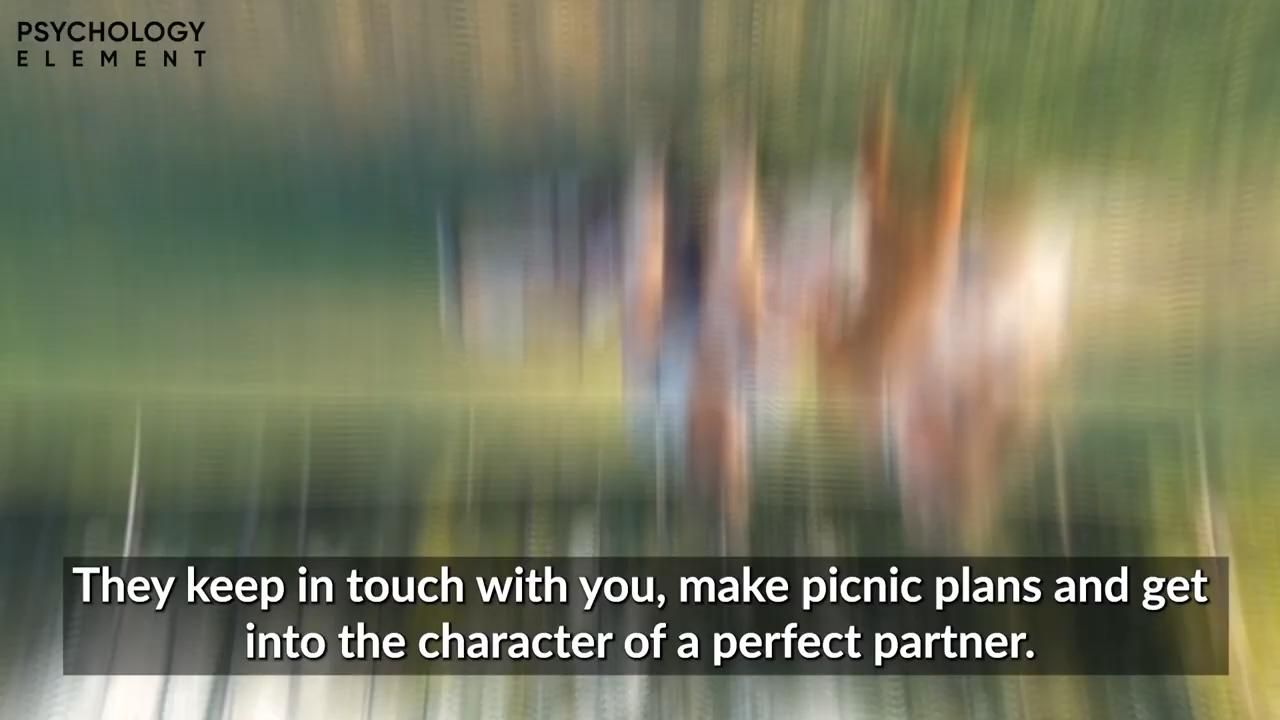 PSYCHOLOGY
ELEMENT
They keep in touch with you, make picnic plans and get
into the character of a perfect partner.